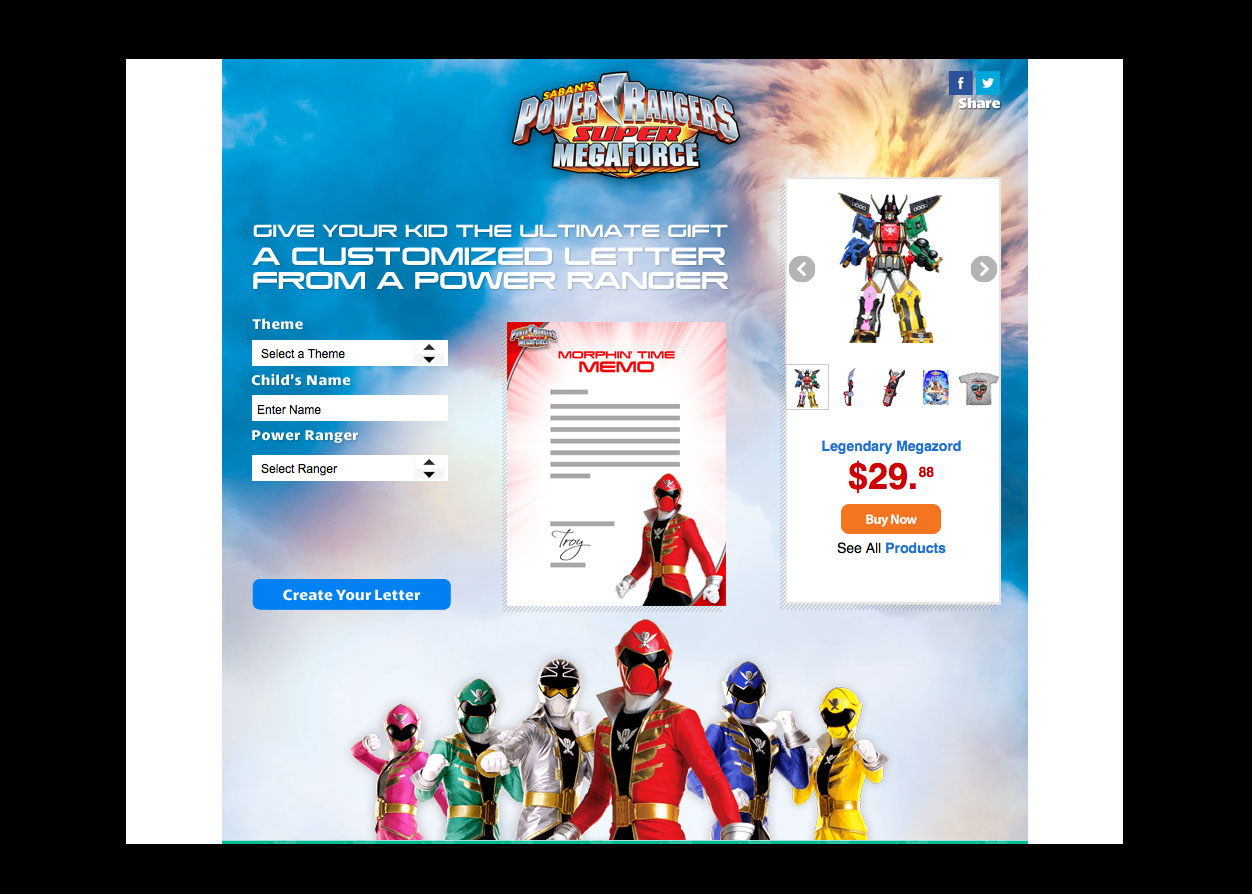 SABAN'S
POWER RANGERS
SUPER
MEGAFORCE
f
Share
GIVE YOUR KID THE ULTIMATE GIFT
A CUSTOMIZED LETTER
FROM A POWER RANGER
Theme
Select a Theme
Child's Name
Enter Name
Power Ranger
Select Ranger
Create Your Letter
POWER RANGERS
SUPER
MEGAFORCE
MORPHIN' TIME
MEMO
Troy
Legendary Megazord
$29.88
Buy Now
See All Products